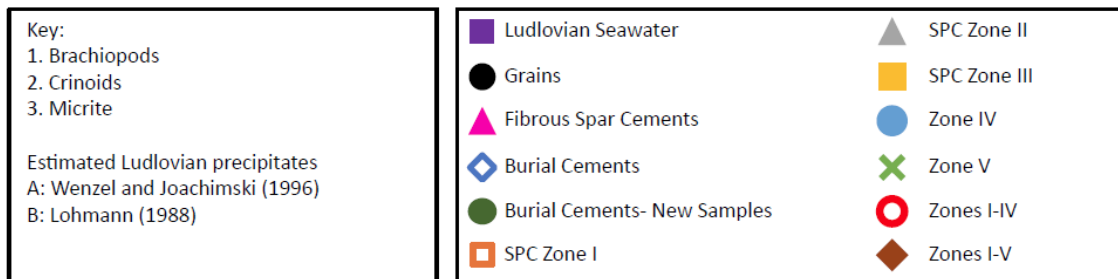 Key:
1. Brachiopods
2. Crinoids
3. Micrite
Estimated Ludlovian precipitates
A: Wenzel and Joachimski (1996)
B: Lohmann (1988)
Ludlovian Seawater
Grains
Fibrous Spar Cements
Burial Cements
Burial Cements- New Samples
SPC Zone I
SPC Zone II
SPC Zone III
Zone IV
Zone V
Zones I-IV
Zones I-V